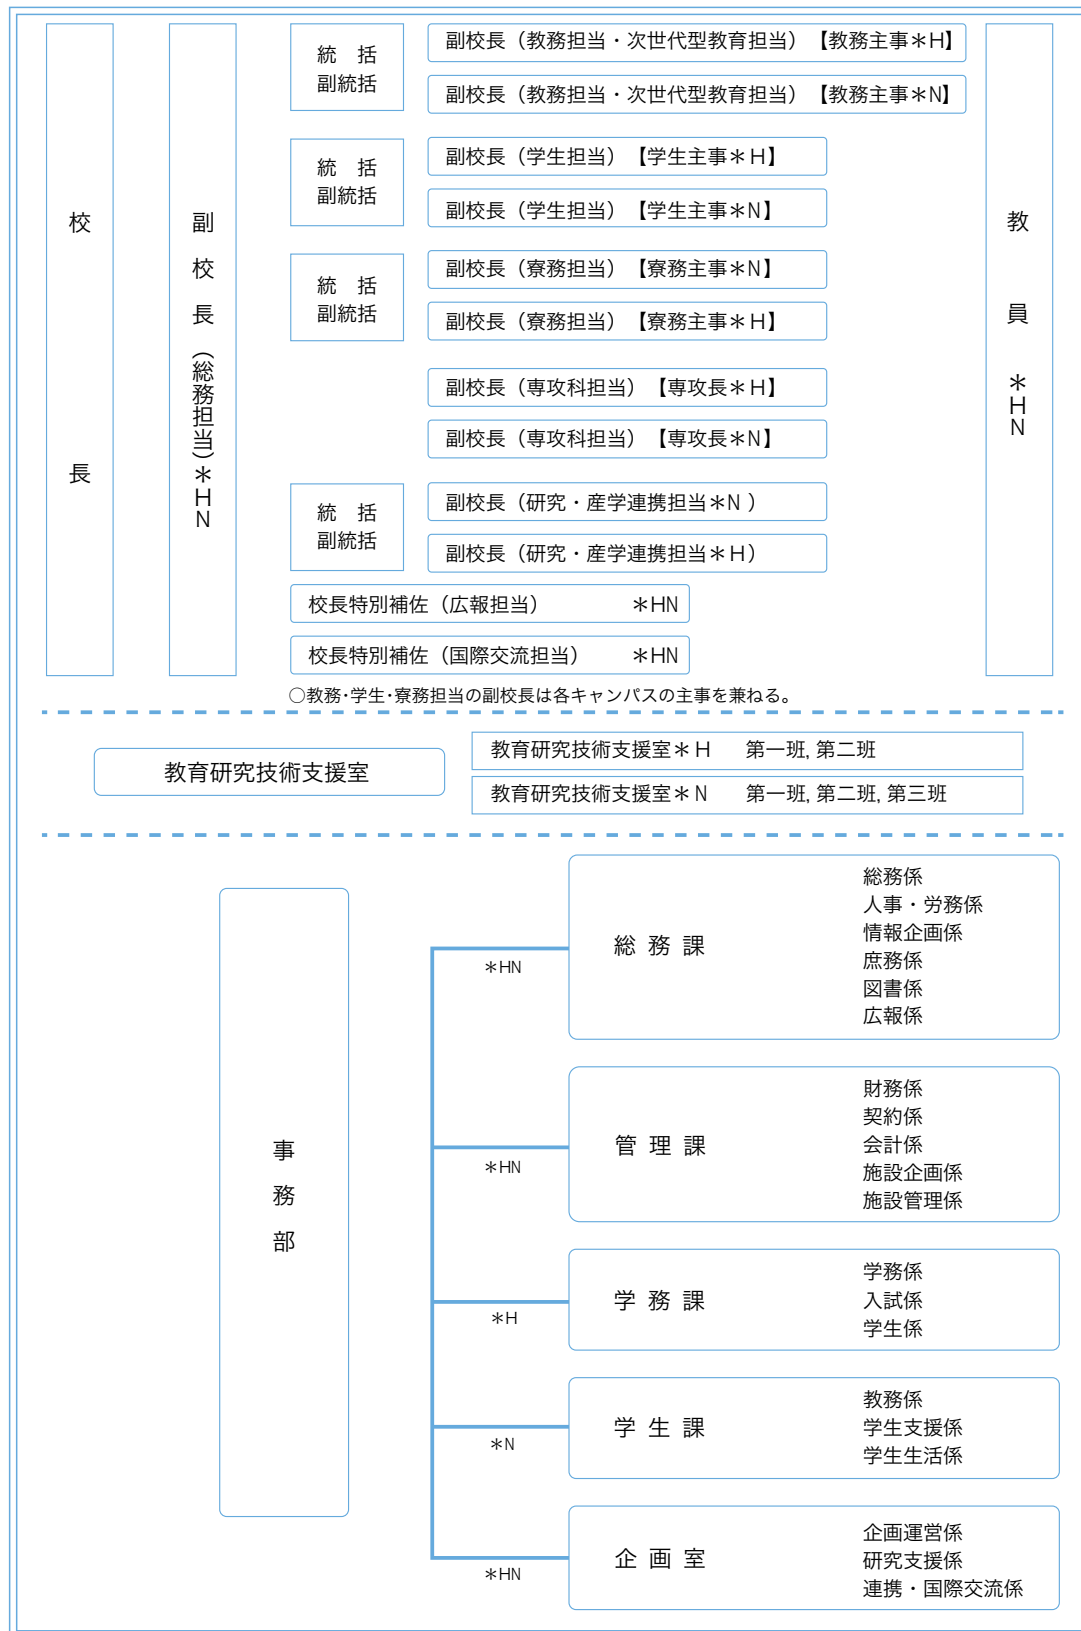 校長
副校長（総務担当）＊HN
統　括
副統括
副校長（教務担当・次世代型教育担当）【教務主事＊H】
副校長（教務担当・次世代型教育担当）【教務主事＊N】
統　括
副統括
副校長（学生担当）【学生主事＊H】
副校長（学生担当）【学生主事＊N】
統　括
副統括
副校長（寮務担当）【寮務主事＊N】
副校長（寮務担当）【寮務主事＊H】
副校長（専攻科担当）【専攻長＊H】
副校長（専攻科担当）【専攻長＊N】
統　括
副統括
副校長（研究・産学連携担当＊N ）
副校長（研究・産学連携担当＊H）
校長特別補佐（広報担当）　＊HN
校長特別補佐（国際交流担当）　＊HN
教員　＊HN
○教務･学生･寮務担当の副校長は各キャンパスの主事を兼ねる。
教育研究技術支援室
教育研究技術支援室＊H　第一班, 第二班
教育研究技術支援室＊N　第一班, 第二班, 第三班
事務部
＊HN
総 務 課
総務係
人事・労務係
情報企画係
庶務係
図書係
広報係
＊HN
管 理 課
財務係
契約係
会計係
施設企画係
施設管理係
＊H
学 務 課
学務係
入試係
学生係
＊N
学 生 課
教務係
学生支援係
学生生活係
＊HN
企 画 室
企画運営係
研究支援係
連携・国際交流係